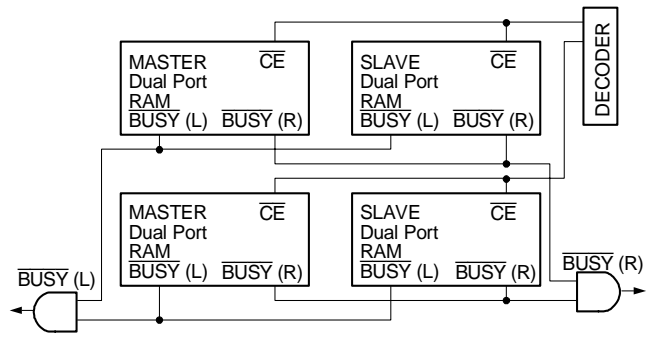 MASTER
Dual Port
RAM
CE
BUSY (L) BUSY (R)
SLAVE
Dual Port
RAM
CE
BUSY (L) BUSY (R)
DECODER
MASTER
Dual Port
RAM
CE
BUSY (L) BUSY (R)
SLAVE
Dual Port
RAM
CE
BUSY (L) BUSY (R)
BUSY (L)
BUSY (R)